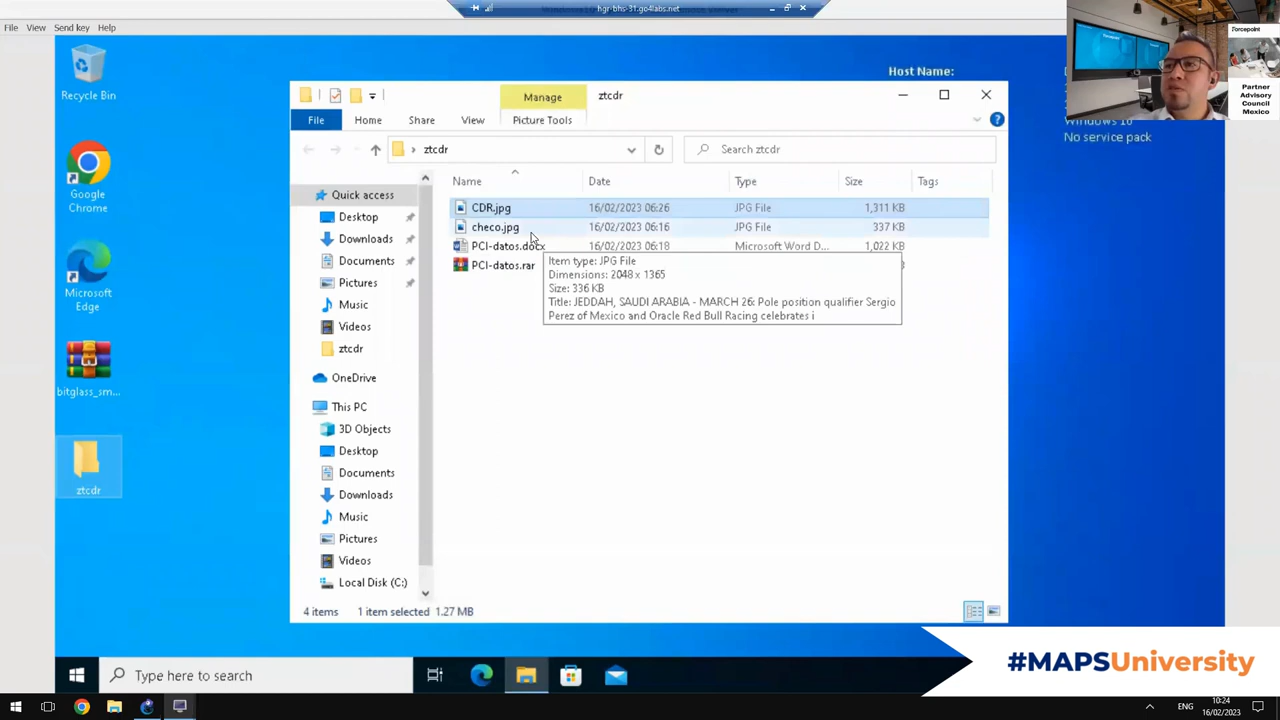 hgr-bhs-31.go4labs.net
File View Send key Help
Recycle Bin
Google Chrome
Microsoft Edge
bitglass_sm...
ztcdr
Host Name:
No service pack
Forcepoint
Partner
Advisory
Council
Mexico
Manage
ztcdr
File Home Share View Picture Tools
ztcdr
Search ztcdr
Name Date Type Size Tags
CDR.jpg 16/02/2023 06:26 JPG File 1,311 KB
checo.jpg 16/02/2023 06:16 JPG File 337 KB
PCI-datos.docx 16/02/2023 06:18 Microsoft Word D... 1,022 KB
PCI-datos.rar
Item type: JPG File
Dimensions: 2048 x 1365
Size: 336 KB
Title: JEDDAH, SAUDI ARABIA - MARCH 26: Pole position qualifier Sergio
Perez of Mexico and Oracle Red Bull Racing celebrates i
Quick access
Desktop
Downloads
Documents
Pictures
Music
Videos
ztcdr
OneDrive
This PC
3D Objects
Desktop
Documents
Downloads
Music
Pictures
Videos
Local Disk (C:)
4 items 1 item selected 1.27 MB
#MAPSUniversity
Type here to search
ENG
10:24
16/02/2023